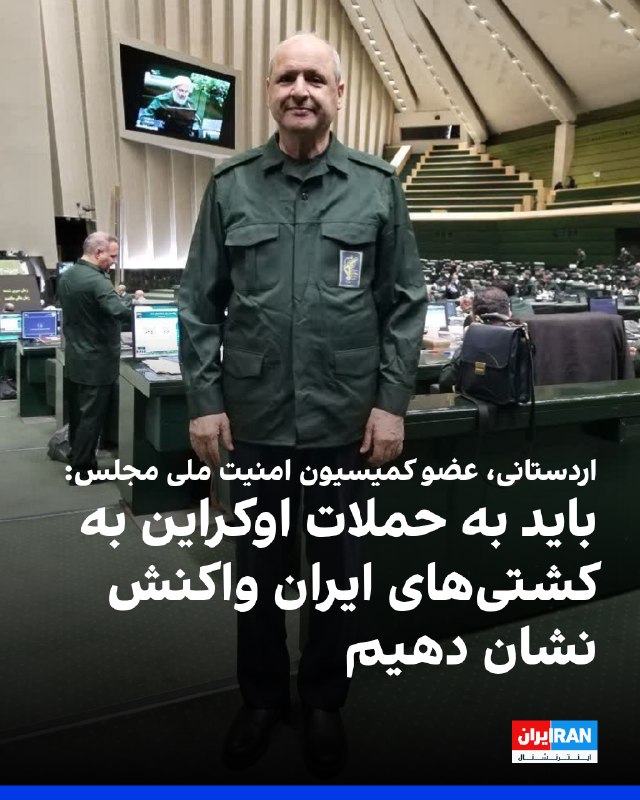 اردستانی، عضو کمیسیون امنیت ملی مجلس:
باید به حملات اوکراین به
کشتی‌های ایران واکنش
نشان دهیم
ایران IRAN
اینترنشنال